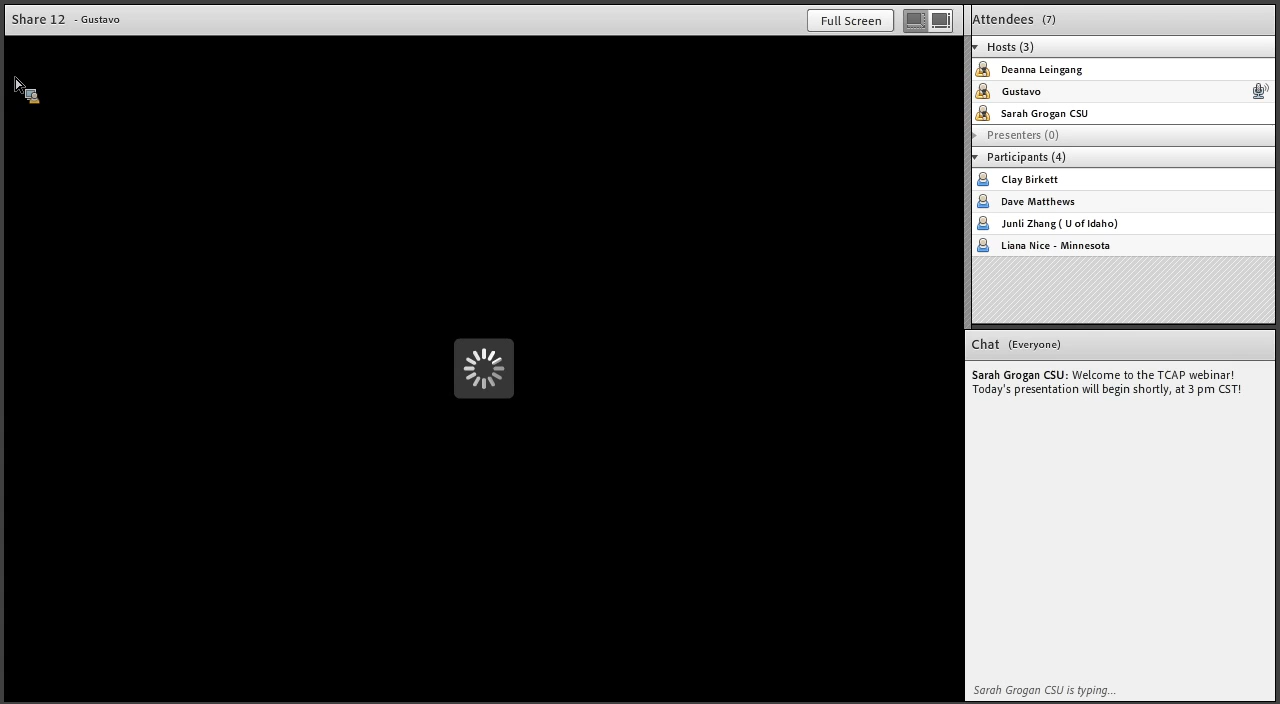 Share 12 - Gustavo
Full Screen
Attendees (7)
Hosts (3)
Deanna Leingang
Gustavo
Sarah Grogan CSU
Presenters (0)
Participants (4)
Clay Birkett
Dave Matthews
Junli Zhang ( U of Idaho)
Liana Nice - Minnesota
Chat (Everyone)
Sarah Grogan CSU: Welcome to the TCAP webinar!
Today's presentation will begin shortly, at 3 pm CST!
Sarah Grogan CSU is typing...